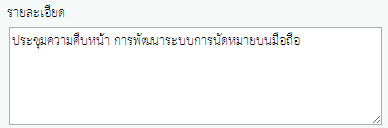 รายละเอียด
ประชุมความคืบหน้า การพัฒนาระบบการนัดหมายบนมือถือ